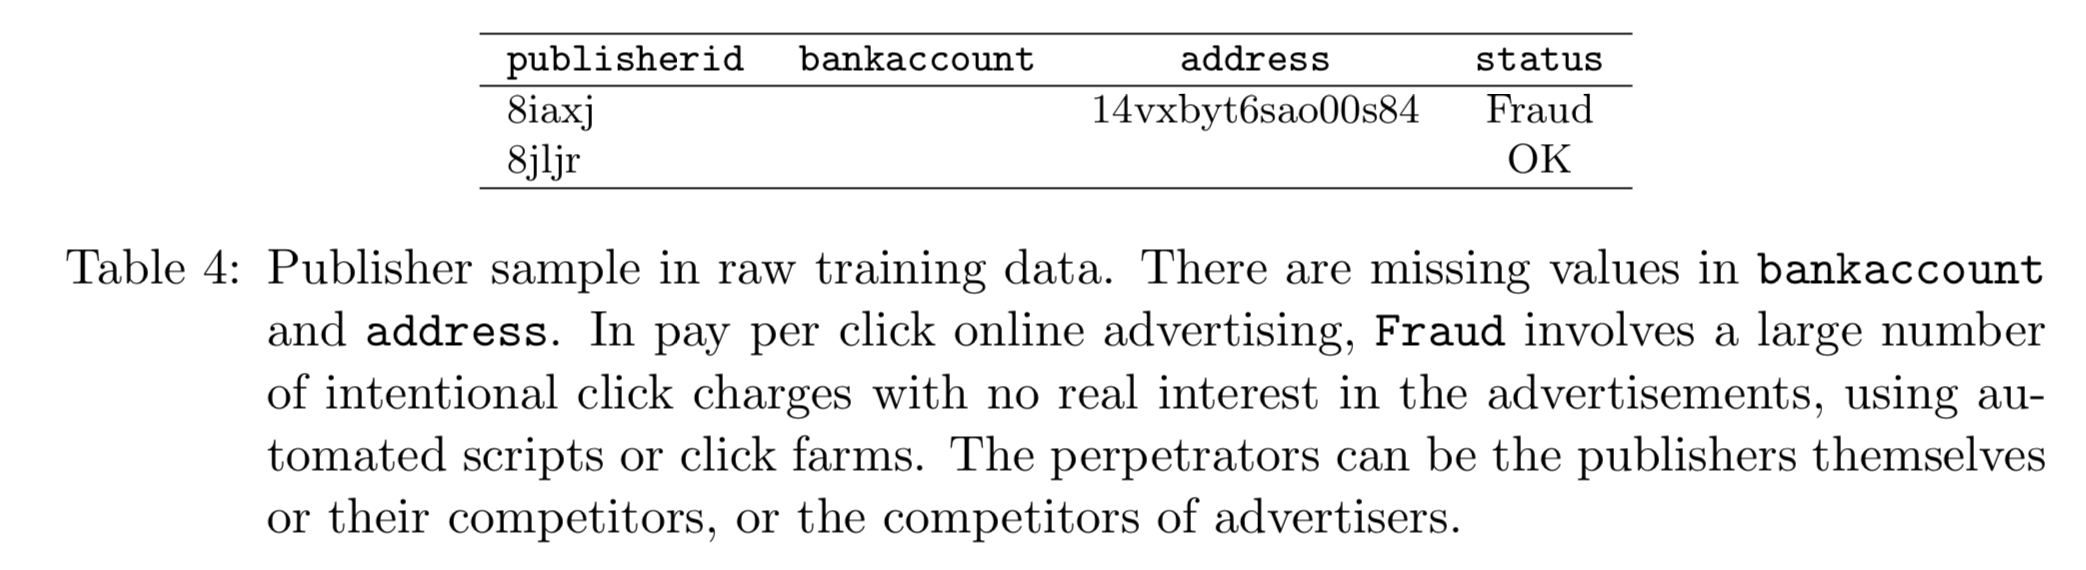 publisherid bankaccount address status
8iaxj 14vxbyt6sao00s84 Fraud
8jljr OK
Table 4: Publisher sample in raw training data. There are missing values in bankaccount
and address. In pay per click online advertising, Fraud involves a large number
of intentional click charges with no real interest in the advertisements, using au-
tomated scripts or click farms. The perpetrators can be the publishers themselves
or their competitors, or the competitors of advertisers.